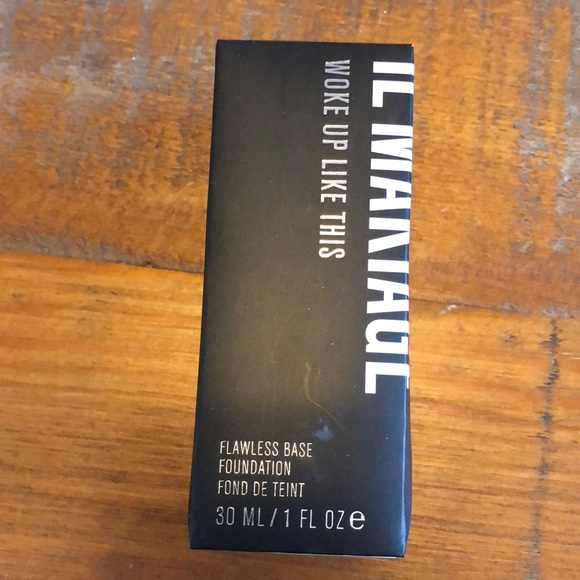 IL MAKIAGE
WOKE UP LIKE THIS
FLAWLESS BASE
FOUNDATION
FOND DE TEINT
30 ML/1 FL OZ e